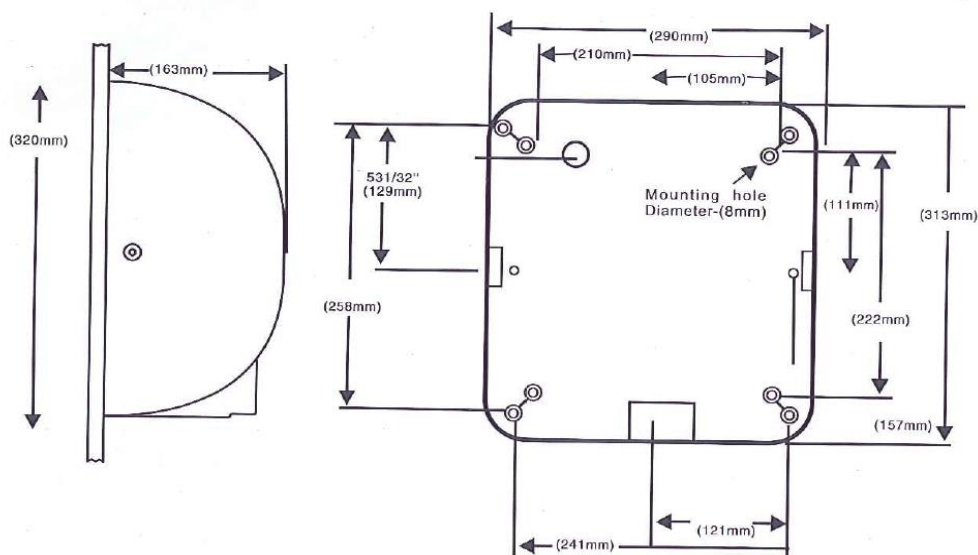 (290mm)
(210mm)
(163mm)
(105mm)
(320mm)
531/32"
(129mm)
Mounting hole
Diameter-(8mm)
(111mm)
(313mm)
(258mm)
(222mm)
(157mm)
(121mm)
(241mm)